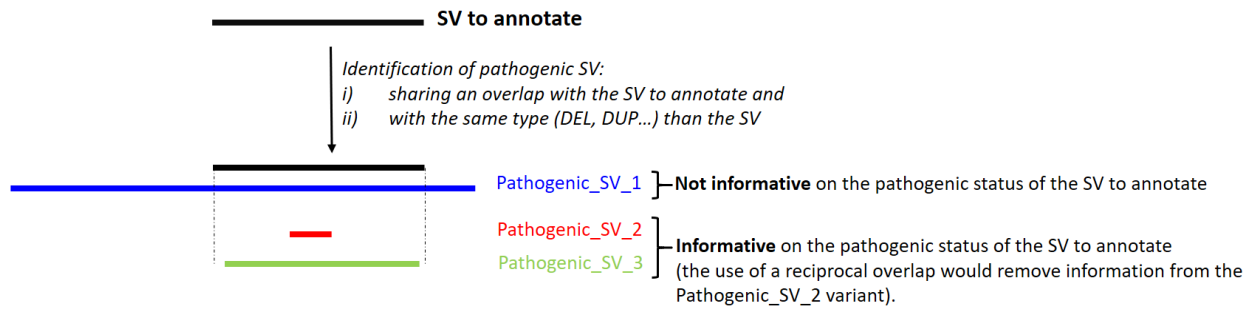 SV to annotate
Identification of pathogenic SV:
i) sharing an overlap with the SV to annotate and
ii) with the same type (DEL, DUP...) than the SV
Pathogenic_SV_1
Not informative on the pathogenic status of the SV to annotate
Pathogenic_SV_2
Pathogenic_SV_3
Informative on the pathogenic status of the SV to annotate
(the use of a reciprocal overlap would remove information from the
Pathogenic_SV_2 variant).